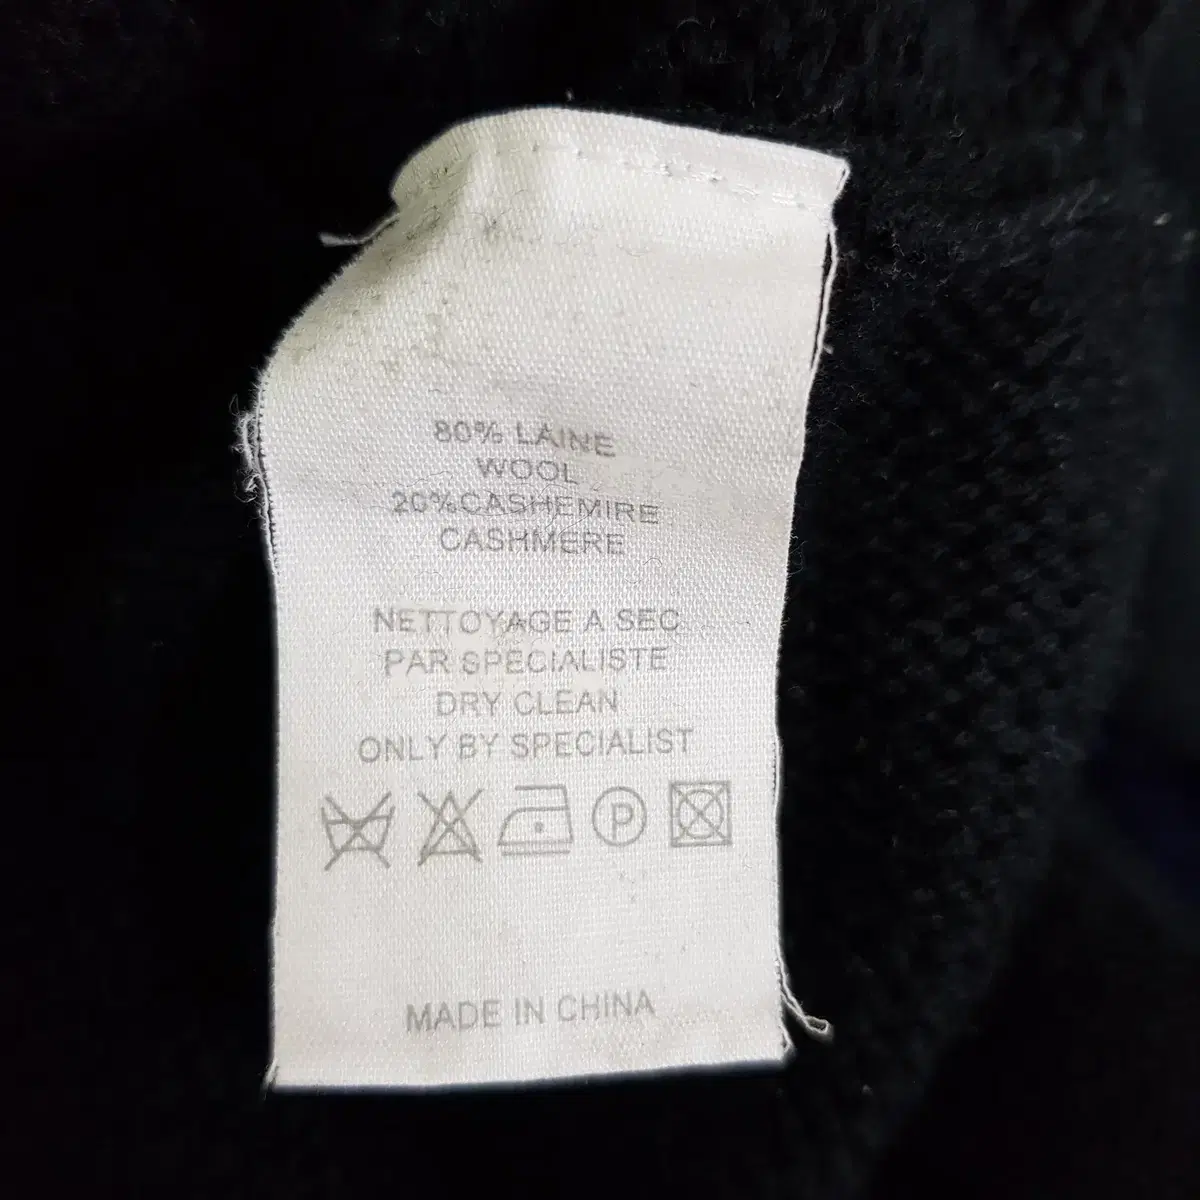 80% LAINE
WOOL
20%CASHEMIRE
CASHMERE
NETTOYAGE A SEC
PAR SPECIALISTE
DRY CLEAN
ONLY BY SPECIALIST
P
MADE IN CHINA